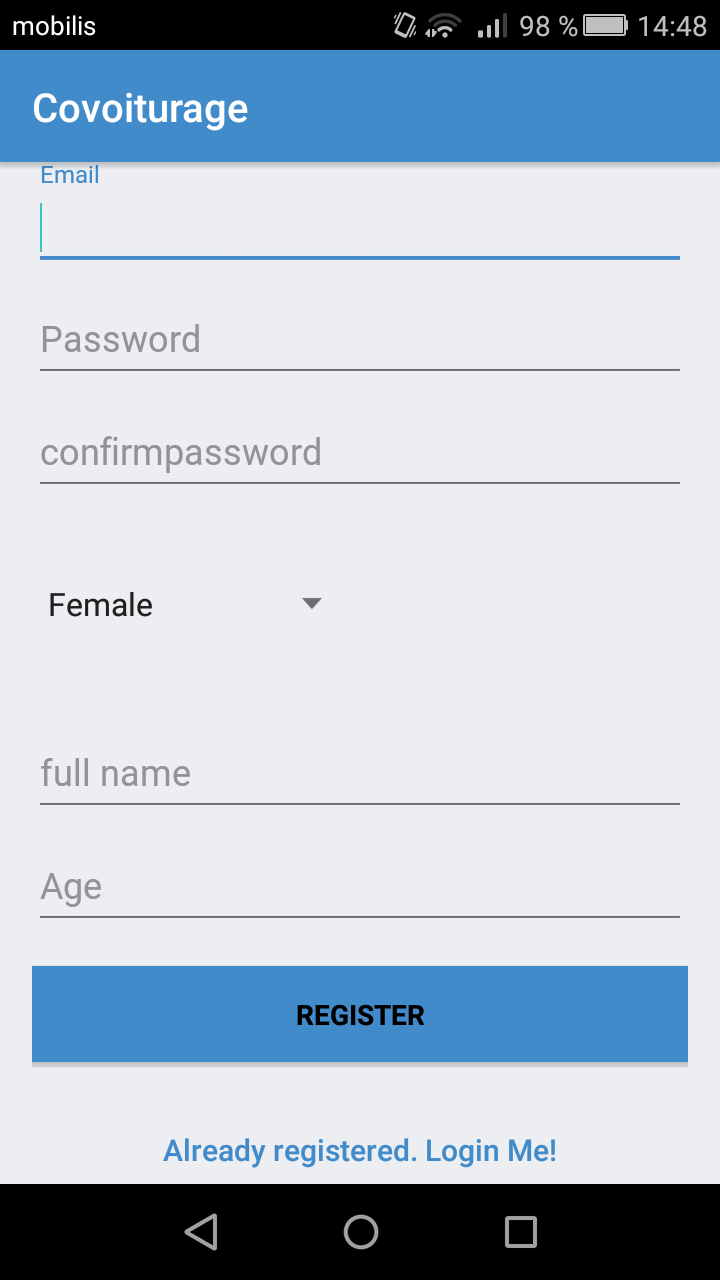 mobilis 98 % 14:48
Covoiturage
Email
Password
confirmpassword
Female
full name
Age
REGISTER
Already registered. Login Me!